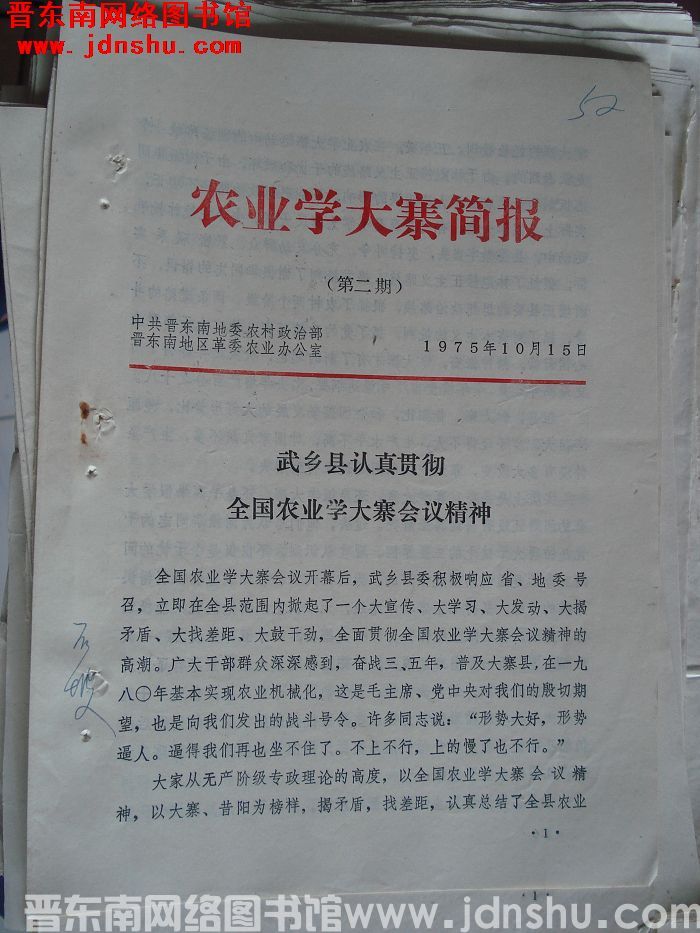 晋东南网络图书馆
www.jdnshu.com
52
农业学大寨简报
（第二期）
中共晋东南地委农村政治部
晋东南地区革委农业办公室
1975年10月15日
武乡县认真贯彻
全国农业学大寨会议精神
全国农业学大寨会议开幕后，武乡县委积极响应省、地委号
召，立即在全县范围内掀起了一个大宣传、大学习、大发动、大揭
矛盾、大找差距、大鼓干劲，全面贯彻全国农业学大寨会议精神的
高潮。广大干部群众深深感到，奋战三、五年，普及大寨县，在一九
八〇年基本实现农业机械化，这是毛主席、党中央对我们的殷切期
望，也是向我们发出的战斗号令。许多同志说：“形势大好，形势
逼人。逼得我们再也坐不住了。不上不行，上的慢了也不行。”
大家从无产阶级专政理论的高度，以全国农业学大寨会议精
神，以大寨、昔阳为榜样，揭矛盾，找差距，认真总结了全县农业
·1·
·1·
晋东南网络图书馆www.jdnshu.com